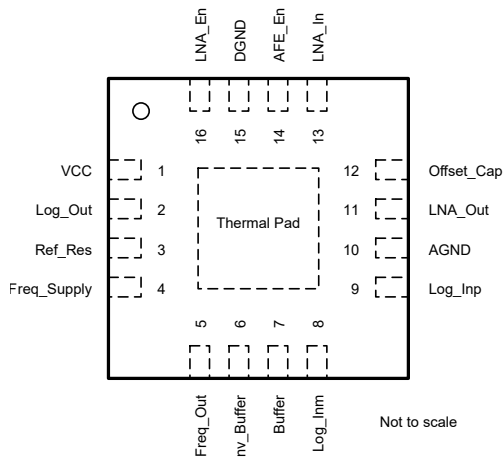 LNA_En
DGND
AFE_En
LNA_In
16
15
14
13
VCC 1
Log_Out 2
Ref_Res 3
Freq_Supply 4
Thermal Pad
12 Offset_Cap
11 LNA_Out
10 AGND
9 Log_Inp
5
6
7
8
Freq_Out
nv_Buffer
Buffer
Log_Inm
Not to scale